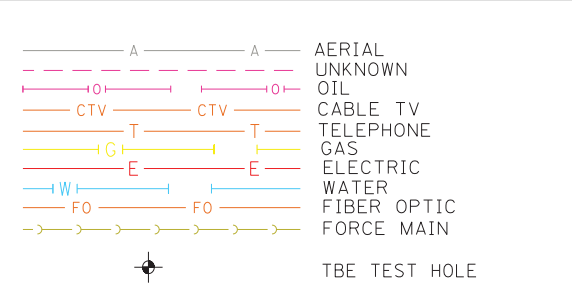 A A AERIAL
UNKNOWN
O O OIL
CTV CTV CABLE TV
T T TELEPHONE
G GAS
E E ELECTRIC
W WATER
FO FO FIBER OPTIC
FORCE MAIN
TBE TEST HOLE